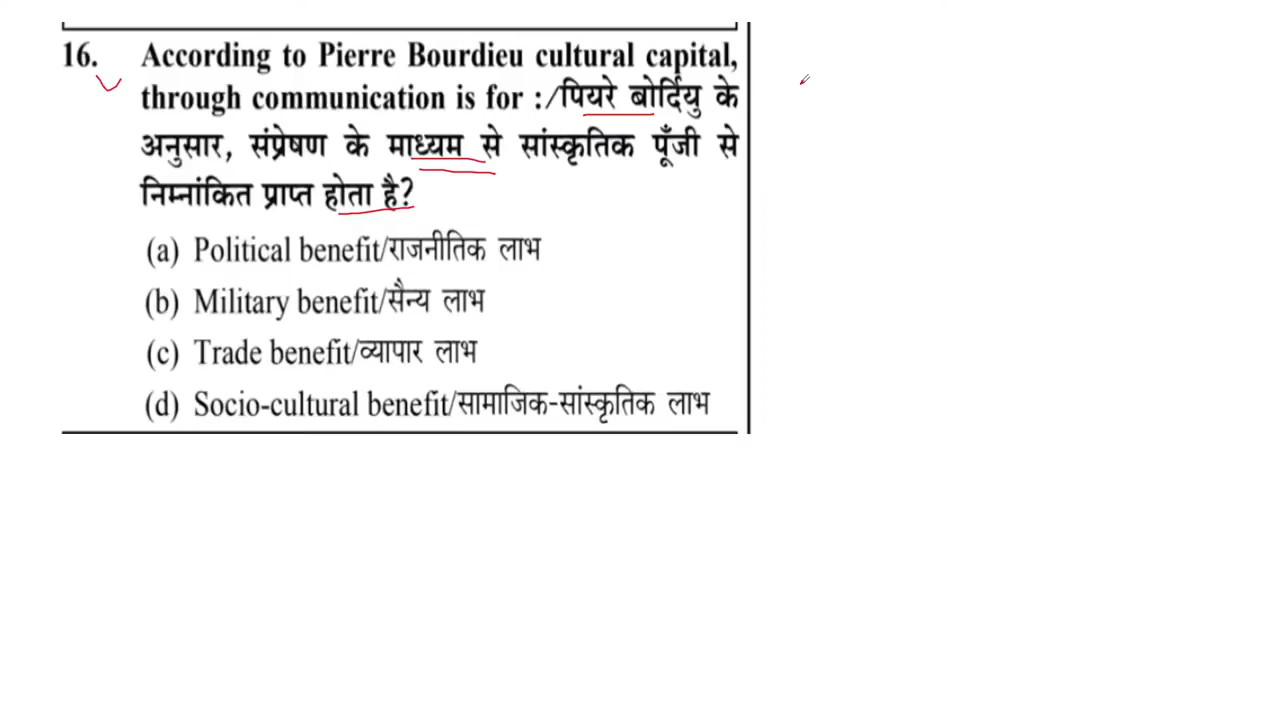 16. According to Pierre Bourdieu cultural capital,
through communication is for :/पियरे बोर्दियु के
अनुसार, संप्रेषण के माध्यम से सांस्कृतिक पूँजी से
निम्नांकित प्राप्त होता है?
(a) Political benefit/राजनीतिक लाभ
(b) Military benefit/सैन्य लाभ
(c) Trade benefit/व्यापार लाभ
(d) Socio-cultural benefit/सामाजिक-सांस्कृतिक लाभ